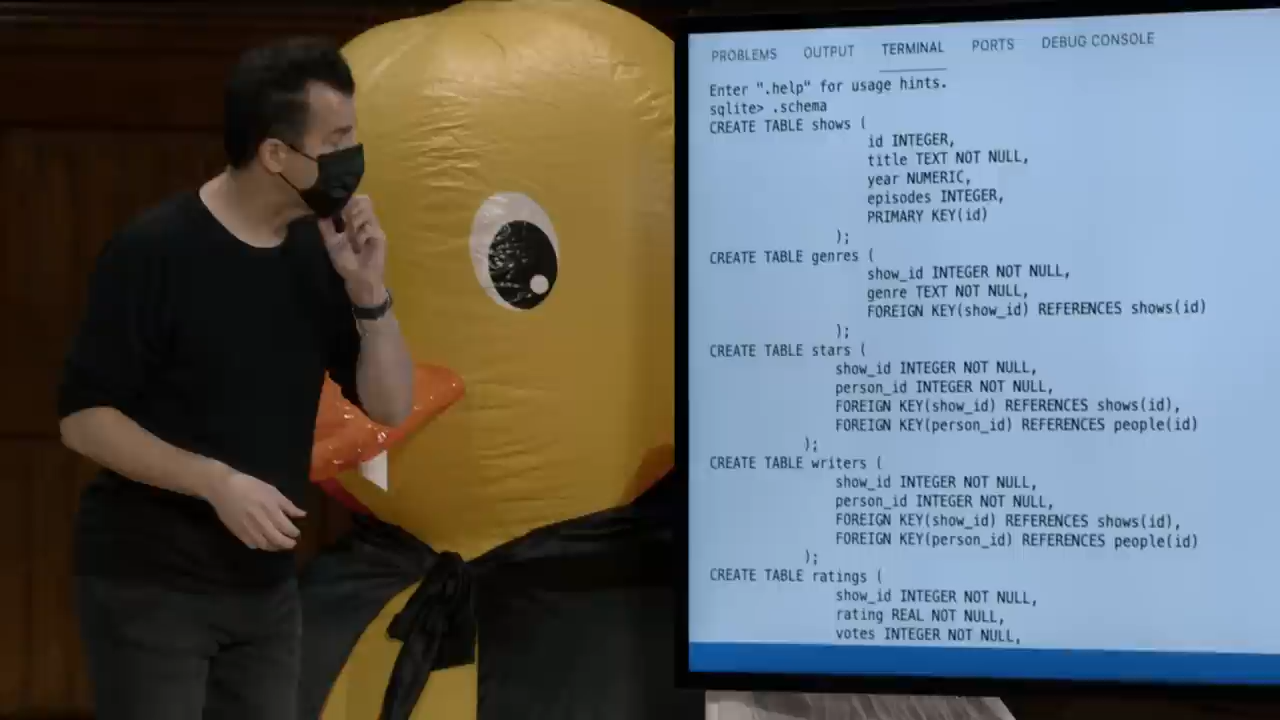 PROBLEMS OUTPUT TERMINAL PORTS DEBUG CONSOLE
Enter ".help" for usage hints.
sqlite> .schema
CREATE TABLE shows (
id INTEGER,
title TEXT NOT NULL,
year NUMERIC,
episodes INTEGER,
PRIMARY KEY(id)
);
CREATE TABLE genres (
show_id INTEGER NOT NULL,
genre TEXT NOT NULL,
FOREIGN KEY(show_id) REFERENCES shows(id)
);
CREATE TABLE stars (
show_id INTEGER NOT NULL,
person_id INTEGER NOT NULL,
FOREIGN KEY(show_id) REFERENCES shows(id),
FOREIGN KEY(person_id) REFERENCES people(id)
);
CREATE TABLE writers (
show_id INTEGER NOT NULL,
person_id INTEGER NOT NULL,
FOREIGN KEY(show_id) REFERENCES shows(id),
FOREIGN KEY(person_id) REFERENCES people(id)
);
CREATE TABLE ratings (
show_id INTEGER NOT NULL,
rating REAL NOT NULL,
votes INTEGER NOT NULL,